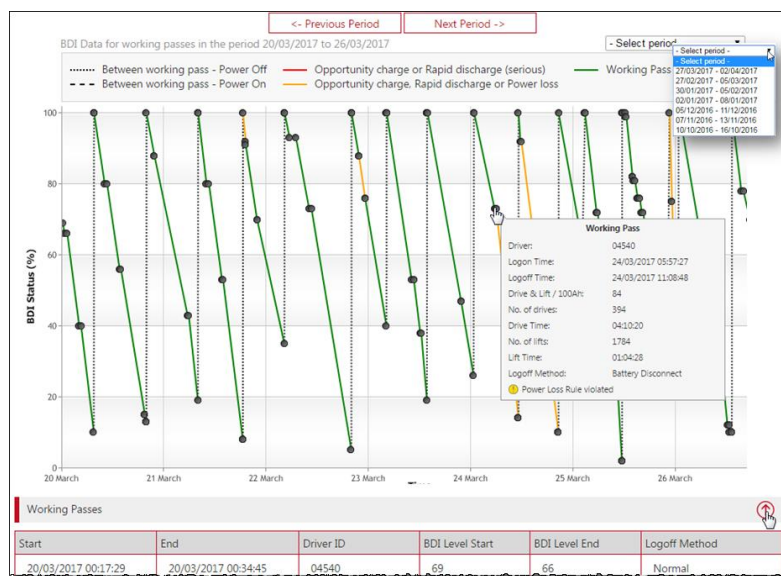 <- Previous Period Next Period ->
BDI Data for working passes in the period 20/03/2017 to 26/03/2017
- Select period
- Select period -
- Select period -
27/03/2017 - 02/04/2017
27/02/2017 - 05/03/2017
30/01/2017 - 05/02/2017
02/01/2017 - 08/01/2017
05/12/2016 - 11/12/2016
07/11/2016 - 13/11/2016
10/10/2016 - 16/10/2016
Between working pass - Power Off
Opportunity charge or Rapid discharge (serious)
Working Pass
Between working pass - Power On
Opportunity charge, Rapid discharge or Power loss
BDI Status (%)
100
80
60
40
20
0
20 March 21 March 22 March 23 March 24 March 25 March 26 March
Working Pass
Driver: 04540
Logon Time: 24/03/2017 05:57:27
Logoff Time: 24/03/2017 11:08:48
Drive & Lift / 100Ah: 84
No. of drives: 394
Drive Time: 04:10:20
No. of lifts: 1784
Lift Time: 01:04:28
Logoff Method: Battery Disconnect
Power Loss Rule violated
Working Passes
Start End Driver ID BDI Level Start BDI Level End Logoff Method
20/03/2017 00:17:29 20/03/2017 00:34:45 04540 69 66 Normal